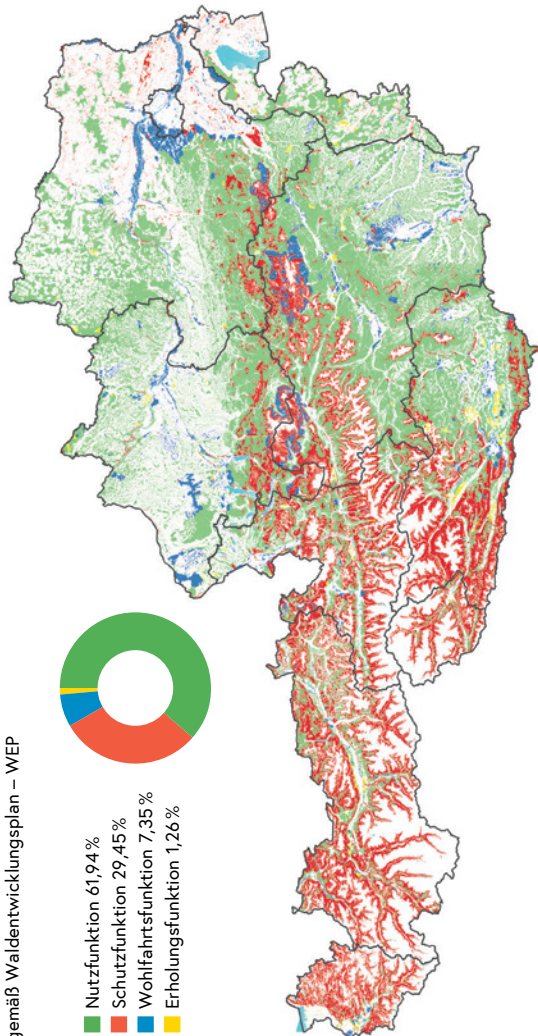 gemäß Waldentwicklungsplan – WEP
Nutzfunktion 61,94 %
Schutzfunktion 29,45 %
Wohlfahrtsfunktion 7,35 %
Erholungsfunktion 1,26 %